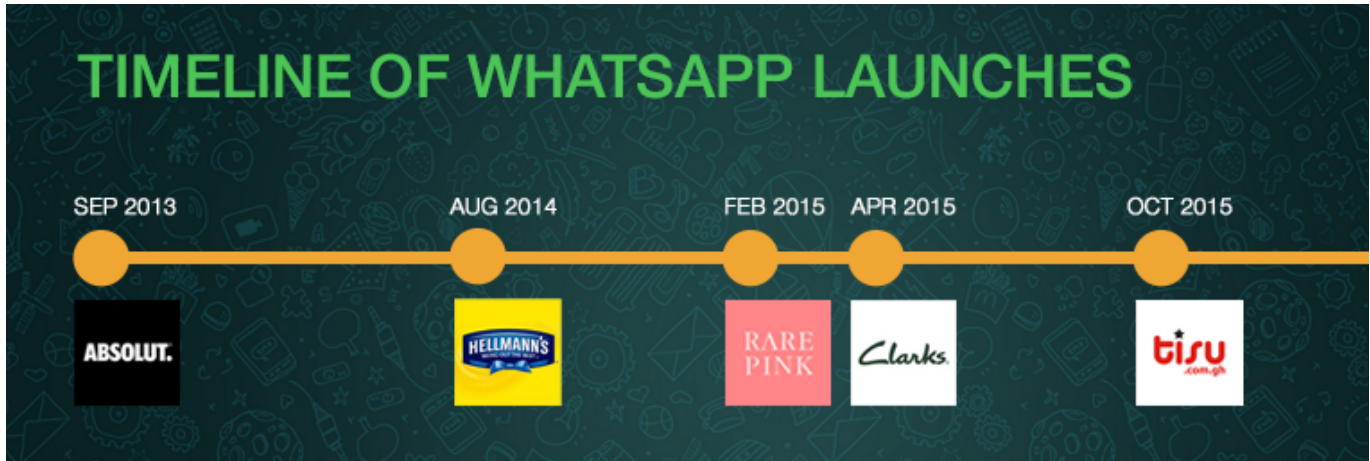 TIMELINE OF WHATSAPP LAUNCHES
SEP 2013
AUG 2014
FEB 2015
APR 2015
OCT 2015
ABSOLUT.
HELLMANN'S
RARE
PINK
Clarks.
tisu
.com.gh